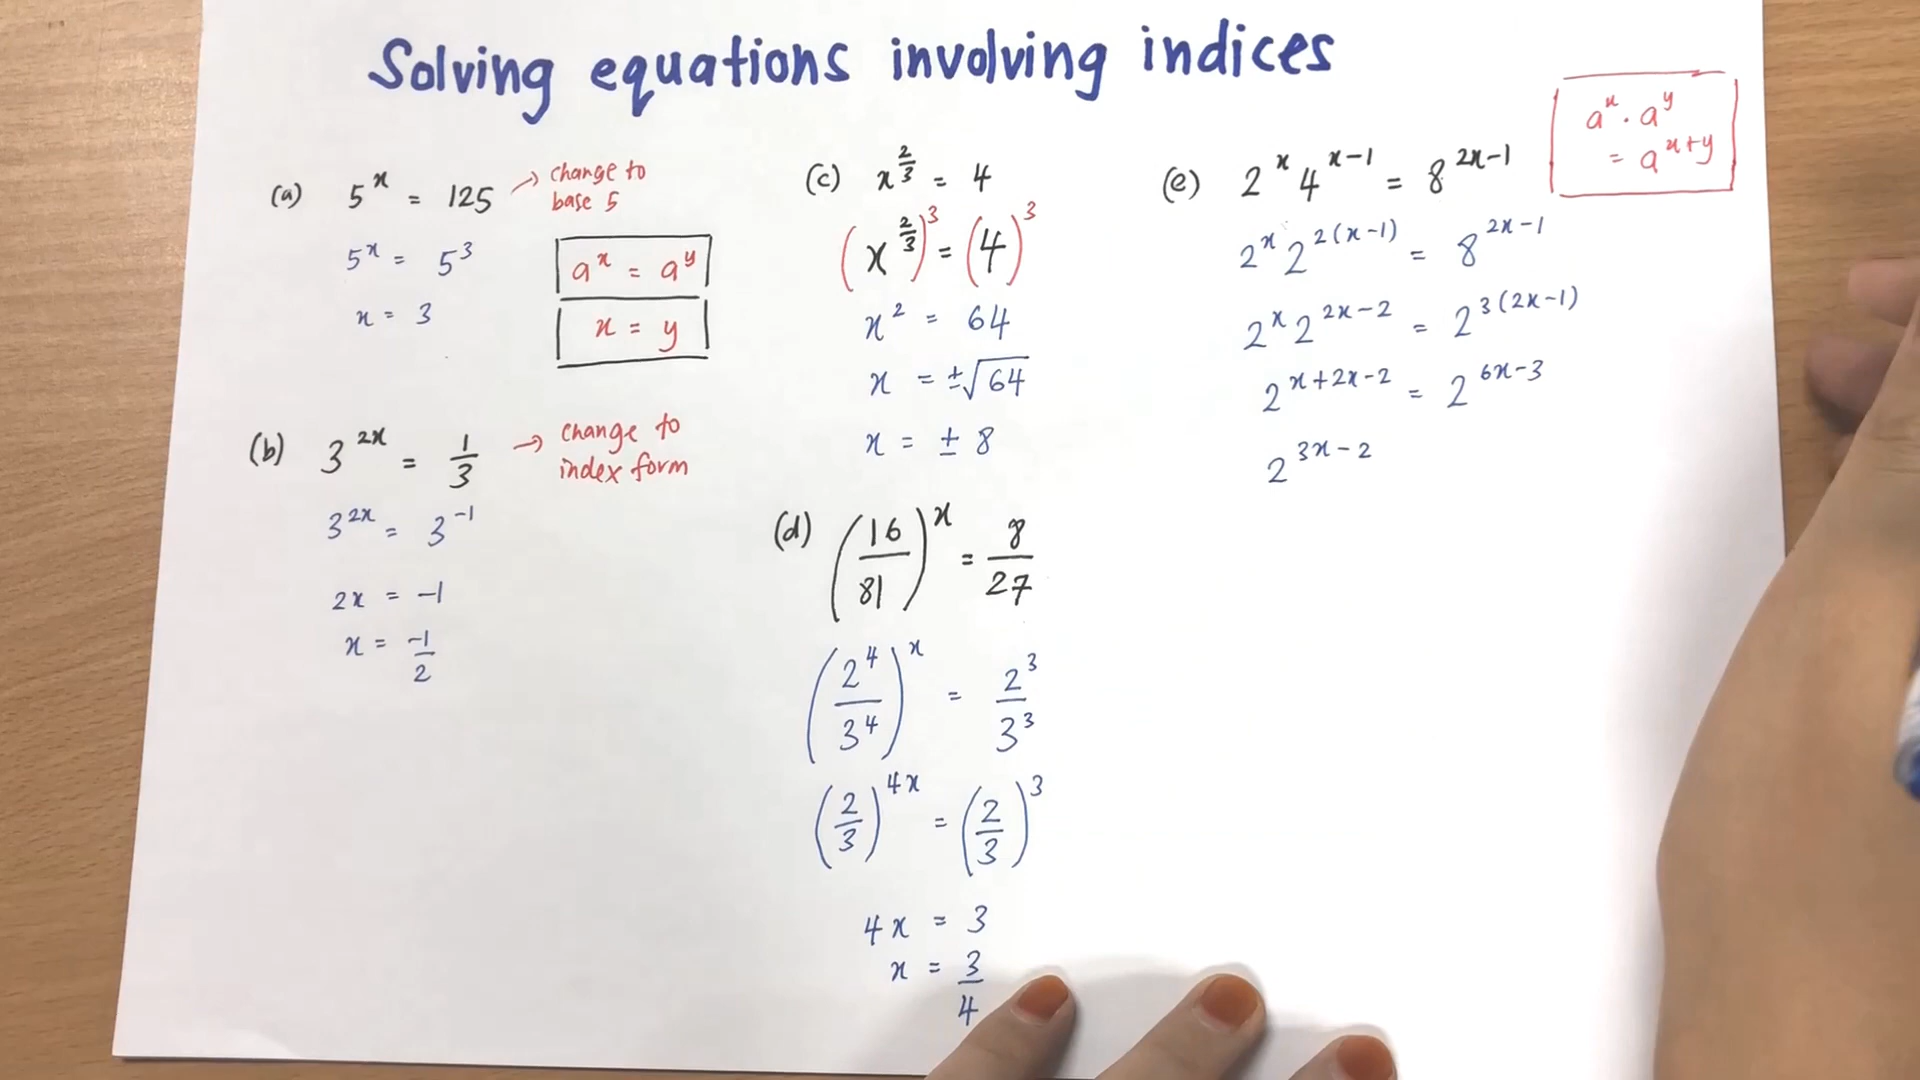 Solving equations involving indices
(a) 5^x = 125 → change to base 5
5^x = 5^3
x = 3
a^x = a^y
x = y
(b) 3^{2x} = 1/3 → change to index form
3^{2x} = 3^{-1}
2x = -1
x = -1/2
(c) x^{2/3} = 4
(x^{2/3})^3 = (4)^3
x^2 = 64
x = ±√64
x = ± 8
(d) (16/81)^x = 8/27
(2^4/3^4)^x = 2^3/3^3
(2/3)^{4x} = (2/3)^3
4x = 3
x = 3/4
(e) 2^x 4^{x-1} = 8^{2x-1}
2^x 2^{2(x-1)} = 8^{2x-1}
2^x 2^{2x-2} = 2^{3(2x-1)}
2^{x+2x-2} = 2^{6x-3}
2^{3x-2}
a^x · a^y
= a^{x+y}